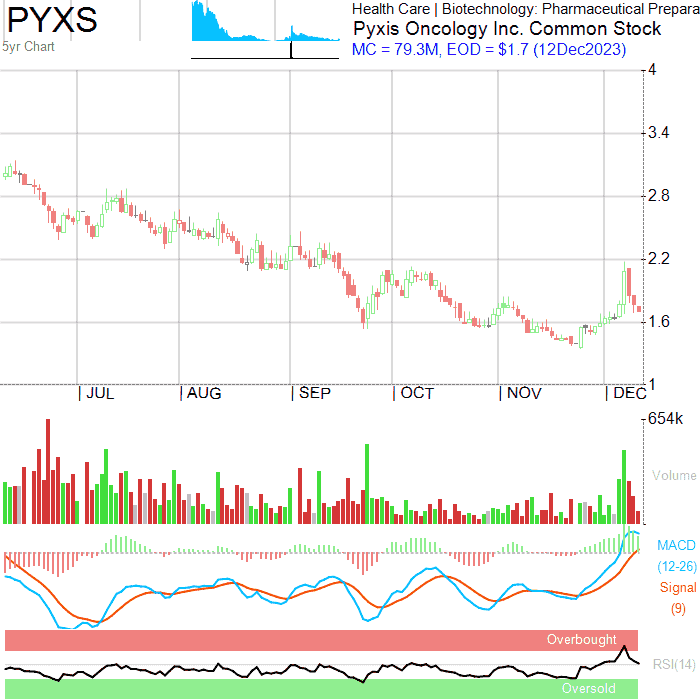 PYXS
5yr Chart
Health Care | Biotechnology: Pharmaceutical Prepara
Pyxis Oncology Inc. Common Stock
MC = 79.3M, EOD = $1.7 (12Dec2023)
4
3.4
2.8
2.2
1.6
1
| JUL | AUG | SEP | OCT | NOV | DEC
654k
Volume
MACD
(12-26)
Signal
(9)
Overbought
RSI(14)
Oversold